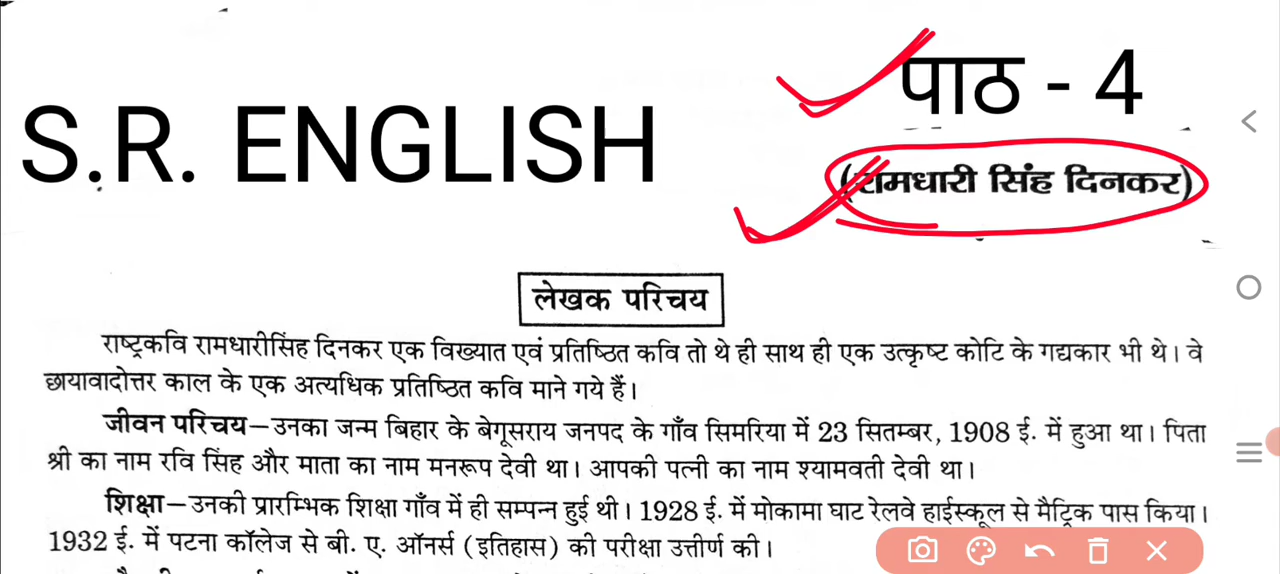 S.R. ENGLISH
पाठ - 4
(रामधारी सिंह दिनकर)
लेखक परिचय
राष्ट्रकवि रामधारीसिंह दिनकर एक विख्यात एवं प्रतिष्ठित कवि तो थे ही साथ ही एक उत्कृष्ट कोटि के गद्यकार भी थे। वे
छायावादोत्तर काल के एक अत्यधिक प्रतिष्ठित कवि माने गये हैं।
जीवन परिचय–उनका जन्म बिहार के बेगूसराय जनपद के गाँव सिमरिया में 23 सितम्बर, 1908 ई. में हुआ था। पिता
श्री का नाम रवि सिंह और माता का नाम मनरूप देवी था। आपकी पत्नी का नाम श्यामवती देवी था।
शिक्षा–उनकी प्रारम्भिक शिक्षा गाँव में ही सम्पन्न हुई थी। 1928 ई. में मोकामा घाट रेलवे हाईस्कूल से मैट्रिक पास किया।
1932 ई. में पटना कॉलेज से बी. ए. ऑनर्स (इतिहास) की परीक्षा उत्तीर्ण की।